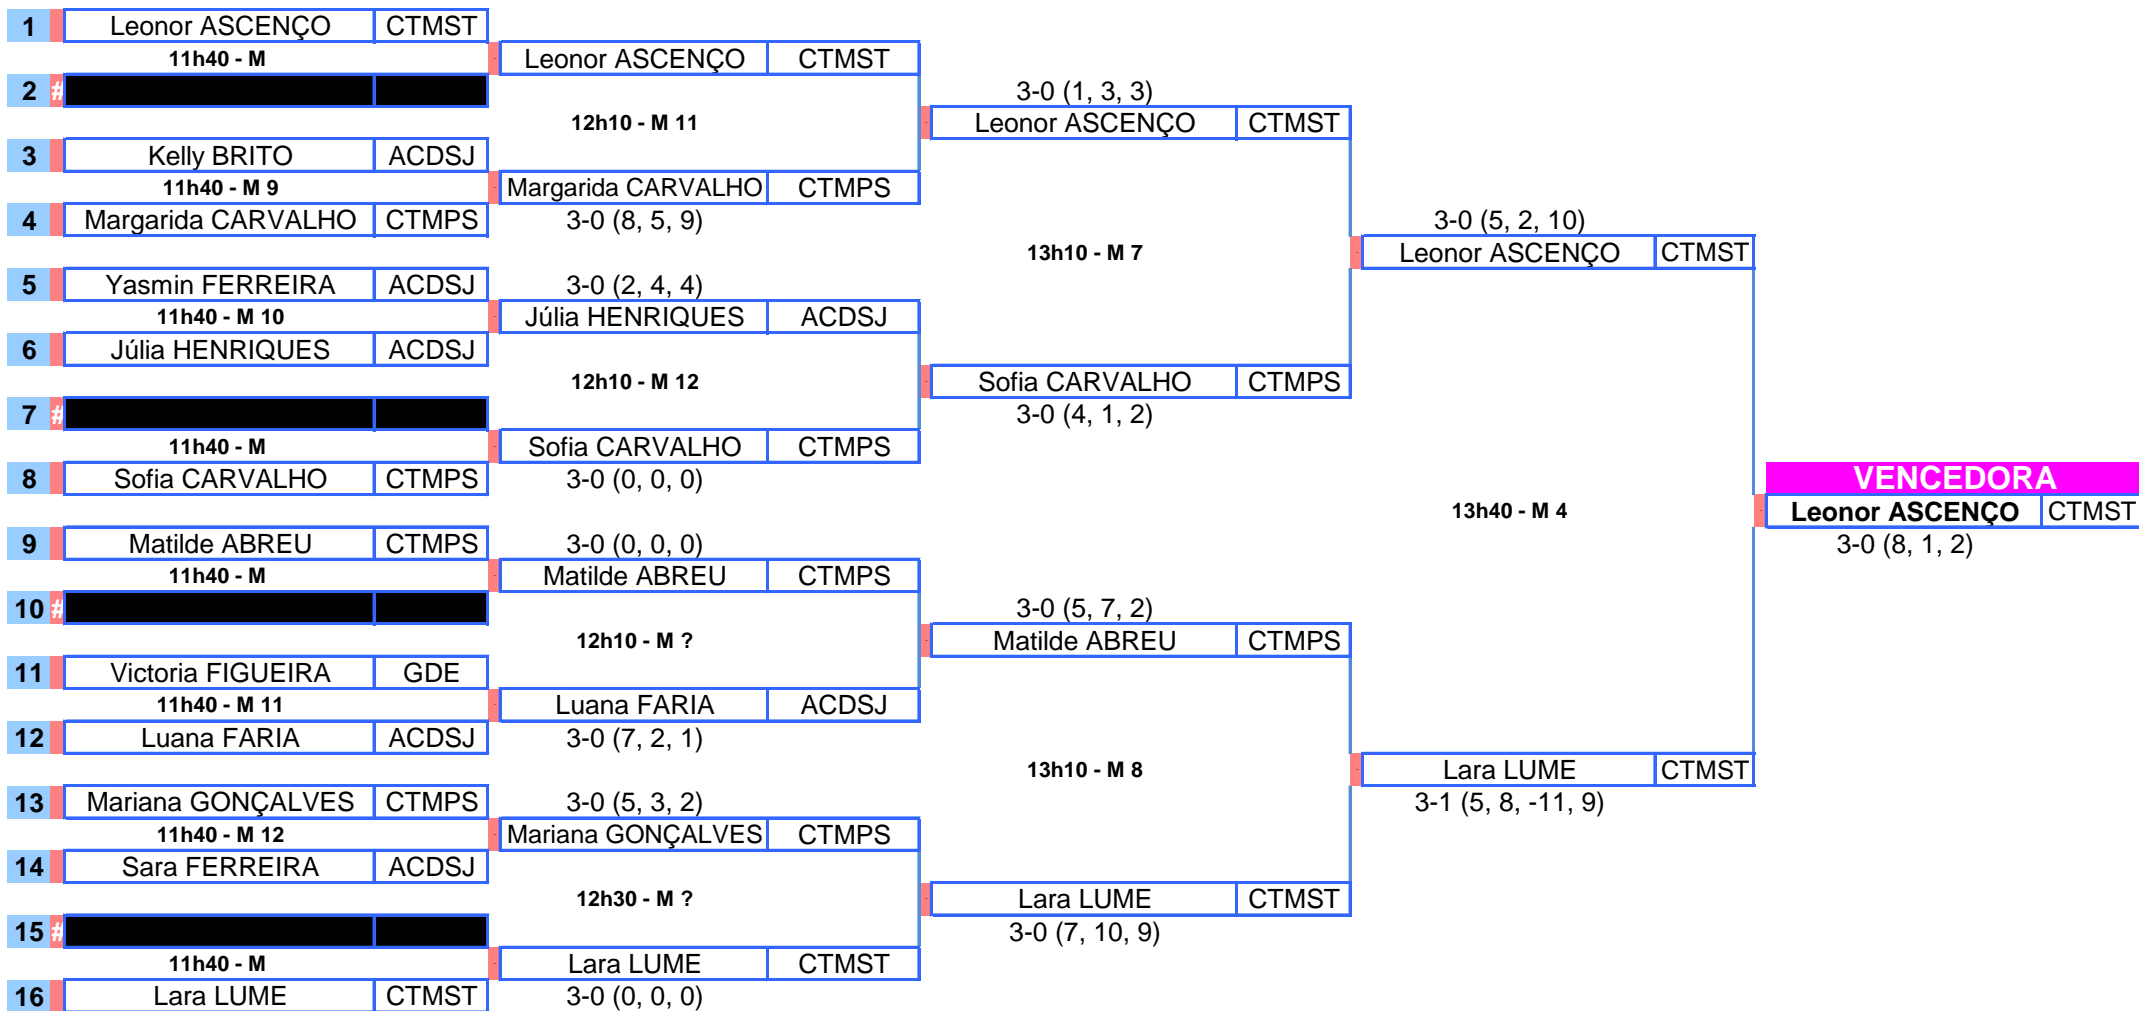 1 Leonor ASCENÇO CTMST
11h40 - M
Leonor ASCENÇO CTMST
2 #
3-0 (1, 3, 3)
12h10 - M 11
Leonor ASCENÇO CTMST
3 Kelly BRITO ACDSJ
11h40 - M 9
Margarida CARVALHO CTMPS
4 Margarida CARVALHO CTMPS
3-0 (8, 5, 9)
3-0 (5, 2, 10)
13h10 - M 7
Leonor ASCENÇO CTMST
5 Yasmin FERREIRA ACDSJ
3-0 (2, 4, 4)
11h40 - M 10
Júlia HENRIQUES ACDSJ
6 Júlia HENRIQUES ACDSJ
12h10 - M 12
Sofia CARVALHO CTMPS
7 #
3-0 (4, 1, 2)
11h40 - M
Sofia CARVALHO CTMPS
8 Sofia CARVALHO CTMPS
3-0 (0, 0, 0)
VENCEDORA
13h40 - M 4
Leonor ASCENÇO CTMST
9 Matilde ABREU CTMPS
3-0 (0, 0, 0)
3-0 (8, 1, 2)
11h40 - M
Matilde ABREU CTMPS
10 #
3-0 (5, 7, 2)
12h10 - M ?
Matilde ABREU CTMPS
11 Victoria FIGUEIRA GDE
11h40 - M 11
Luana FARIA ACDSJ
12 Luana FARIA ACDSJ
3-0 (7, 2, 1)
13h10 - M 8
Lara LUME CTMST
13 Mariana GONÇALVES CTMPS
3-0 (5, 3, 2)
3-1 (5, 8, -11, 9)
11h40 - M 12
Mariana GONÇALVES CTMPS
14 Sara FERREIRA ACDSJ
12h30 - M ?
Lara LUME CTMST
15 #
3-0 (7, 10, 9)
11h40 - M
Lara LUME CTMST
16 Lara LUME CTMST
3-0 (0, 0, 0)